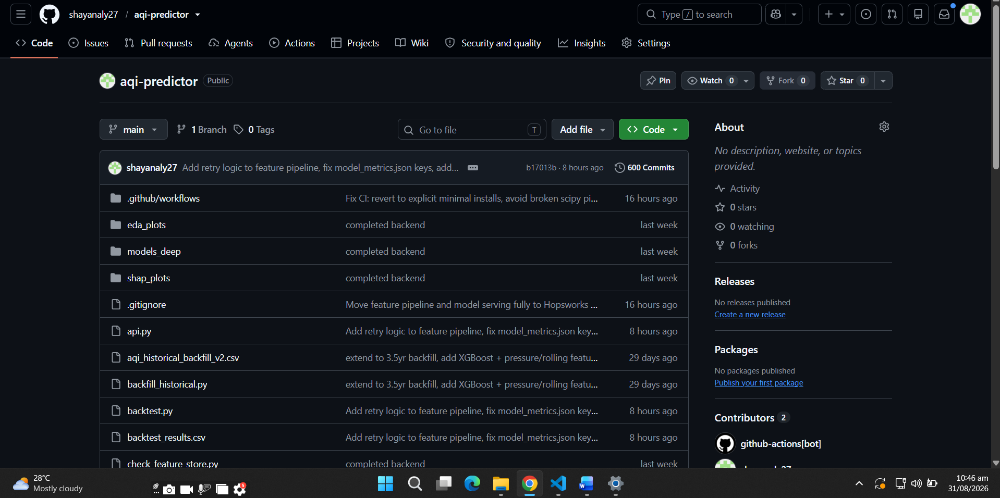 shayanaly27 / aqi-predictor
Type / to search
Code
Issues
Pull requests
Agents
Actions
Projects
Wiki
Security and quality
Insights
Settings
aqi-predictor Public
Pin
Watch 0
Fork 0
Star 0
main
1 Branch
0 Tags
Go to file T
Add file
Code
shayanaly27 Add retry logic to feature pipeline, fix model_metrics.json keys, add... b17013b · 8 hours ago 600 Commits
.github/workflows Fix CI: revert to explicit minimal installs, avoid broken scipy pi... 16 hours ago
eda_plots completed backend last week
models_deep completed backend last week
shap_plots completed backend last week
.gitignore Move feature pipeline and model serving fully to Hopsworks ... 16 hours ago
api.py Add retry logic to feature pipeline, fix model_metrics.json key... 8 hours ago
aqi_historical_backfill_v2.csv extend to 3.5yr backfill, add XGBoost + pressure/rolling featu... 29 days ago
backfill_historical.py extend to 3.5yr backfill, add XGBoost + pressure/rolling featu... 29 days ago
backtest.py Add retry logic to feature pipeline, fix model_metrics.json key... 8 hours ago
backtest_results.csv Add retry logic to feature pipeline, fix model_metrics.json key... 8 hours ago
check_feature_store.py completed backend last week
About
No description, website, or topics
provided.
Activity
0 stars
0 watching
0 forks
Releases
No releases published
Create a new release
Packages
No packages published
Publish your first package
Contributors 2
github-actions[bot]
28°C
Mostly cloudy
5
W
10:46 am
31/08/2026